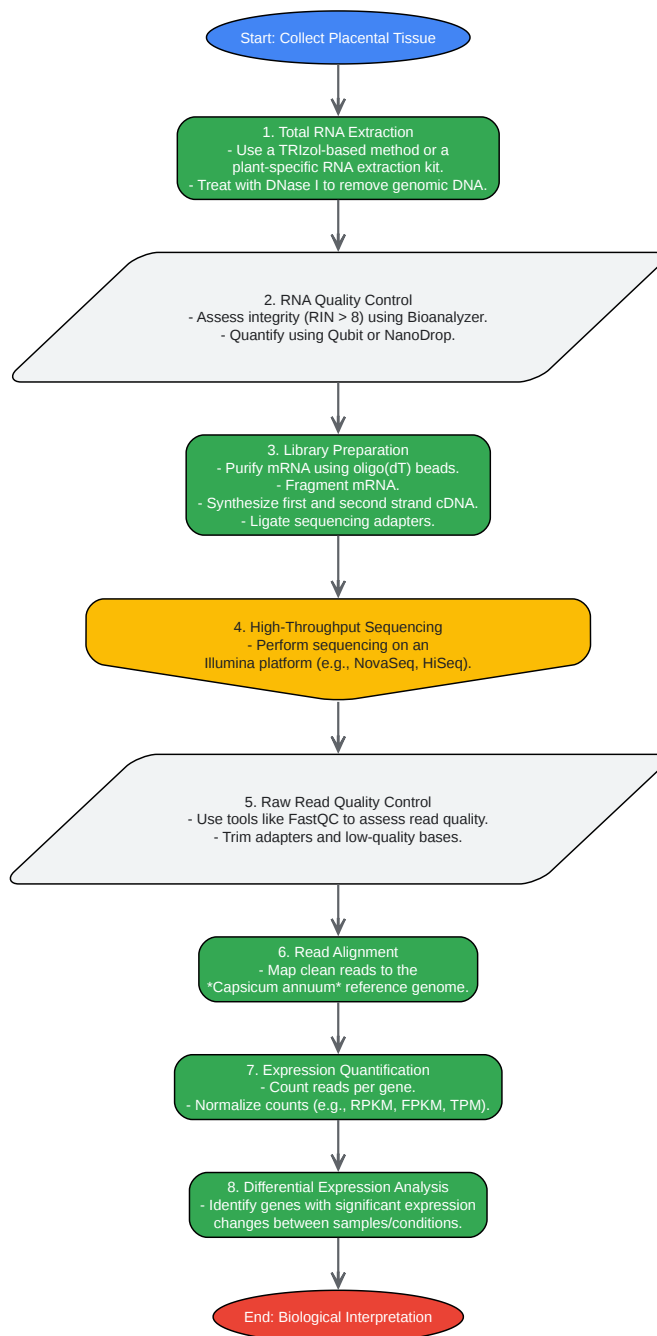 Start: Collect Placental Tissue
1. Total RNA Extraction
- Use a TRIzol-based method or a
plant-specific RNA extraction kit.
- Treat with DNase I to remove genomic DNA.
2. RNA Quality Control
- Assess integrity (RIN > 8) using Bioanalyzer.
- Quantify using Qubit or NanoDrop.
3. Library Preparation
- Purify mRNA using oligo(dT) beads.
- Fragment mRNA.
- Synthesize first and second strand cDNA.
- Ligate sequencing adapters.
4. High-Throughput Sequencing
- Perform sequencing on an
Illumina platform (e.g., NovaSeq, HiSeq).
5. Raw Read Quality Control
- Use tools like FastQC to assess read quality.
- Trim adapters and low-quality bases.
6. Read Alignment
- Map clean reads to the
*Capsicum annuum* reference genome.
7. Expression Quantification
- Count reads per gene.
- Normalize counts (e.g., RPKM, FPKM, TPM).
8. Differential Expression Analysis
- Identify genes with significant expression
changes between samples/conditions.
End: Biological Interpretation